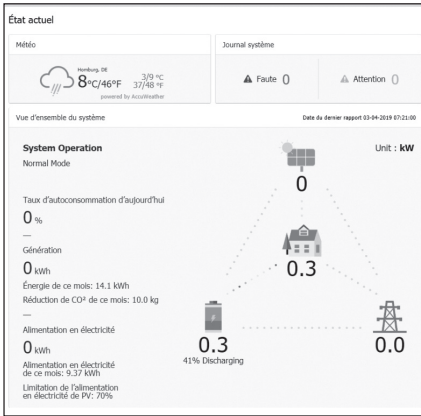 État actuel
Météo
Homburg, DE
8°C/46°F
3/9 °C
37/48 °F
powered by AccuWeather
Journal système
Faute 0
Attention 0
Vue d'ensemble du système
Date du dernier rapport 03-04-2019 07:21:00
System Operation
Normal Mode
Unit : kW
Taux d'autoconsommation d'aujourd'hui
0 %
—
Génération
0 kWh
Énergie de ce mois: 14.1 kWh
Réduction de CO² de ce mois: 10.0 kg
—
Alimentation en électricité
0 kWh
Alimentation en électricité
de ce mois: 9.37 kWh
Limitation de l'alimentation
en électricité de PV: 70%
0
0.3
0.3
41% Discharging
0.0